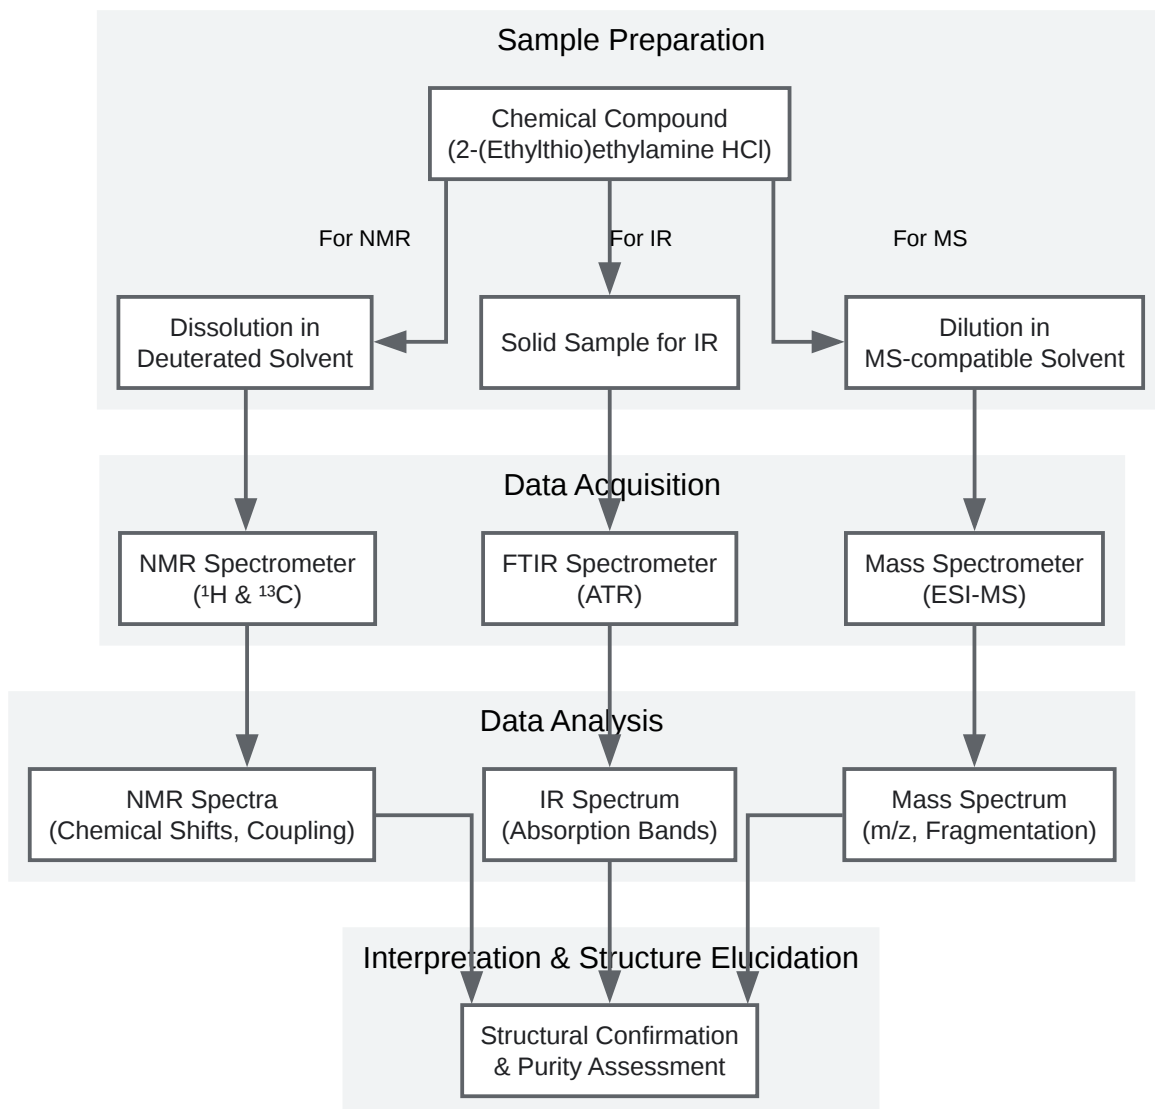 Sample Preparation
Chemical Compound
(2-(Ethylthio)ethylamine HCl)
For NMR
For IR
For MS
Dissolution in
Deuterated Solvent
Solid Sample for IR
Dilution in
MS-compatible Solvent
Data Acquisition
NMR Spectrometer
(¹H & ¹³C)
FTIR Spectrometer
(ATR)
Mass Spectrometer
(ESI-MS)
Data Analysis
NMR Spectra
(Chemical Shifts, Coupling)
IR Spectrum
(Absorption Bands)
Mass Spectrum
(m/z, Fragmentation)
Interpretation & Structure Elucidation
Structural Confirmation
& Purity Assessment